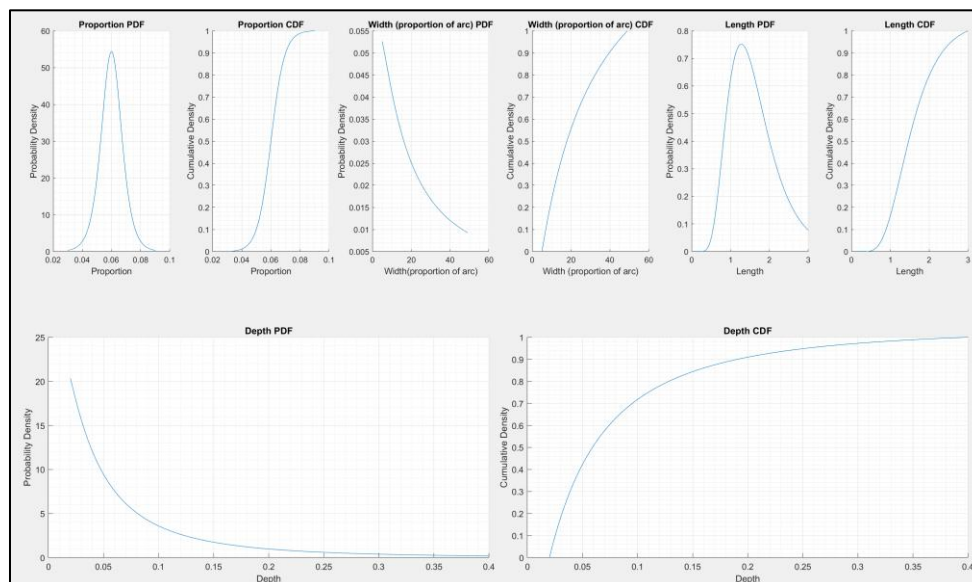 Proportion PDF
60
50
40
30
20
10
0
0.02 0.04 0.06 0.08 0.1
Probability Density
Proportion
Proportion CDF
1
0.9
0.8
0.7
0.6
0.5
0.4
0.3
0.2
0.1
0
0.02 0.04 0.06 0.08 0.1
Cumulative Density
Proportion
Width (proportion of arc) PDF
0.055
0.05
0.045
0.04
0.035
0.03
0.025
0.02
0.015
0.01
0.005
0 20 40 60
Probability Density
Width(proportion of arc)
Width (proportion of arc) CDF
1
0.9
0.8
0.7
0.6
0.5
0.4
0.3
0.2
0.1
0
0 20 40 60
Cumulative Density
Width (proportion of arc)
Length PDF
0.8
0.7
0.6
0.5
0.4
0.3
0.2
0.1
0
0 1 2 3
Probability Density
Length
Length CDF
1
0.9
0.8
0.7
0.6
0.5
0.4
0.3
0.2
0.1
0
0 1 2 3
Cumulative Density
Length
Depth PDF
25
20
15
10
5
0
0 0.05 0.1 0.15 0.2 0.25 0.3 0.35 0.4
Probability Density
Depth
Depth CDF
1
0.9
0.8
0.7
0.6
0.5
0.4
0.3
0.2
0.1
0
0 0.05 0.1 0.15 0.2 0.25 0.3 0.35 0.4
Cumulative Density
Depth